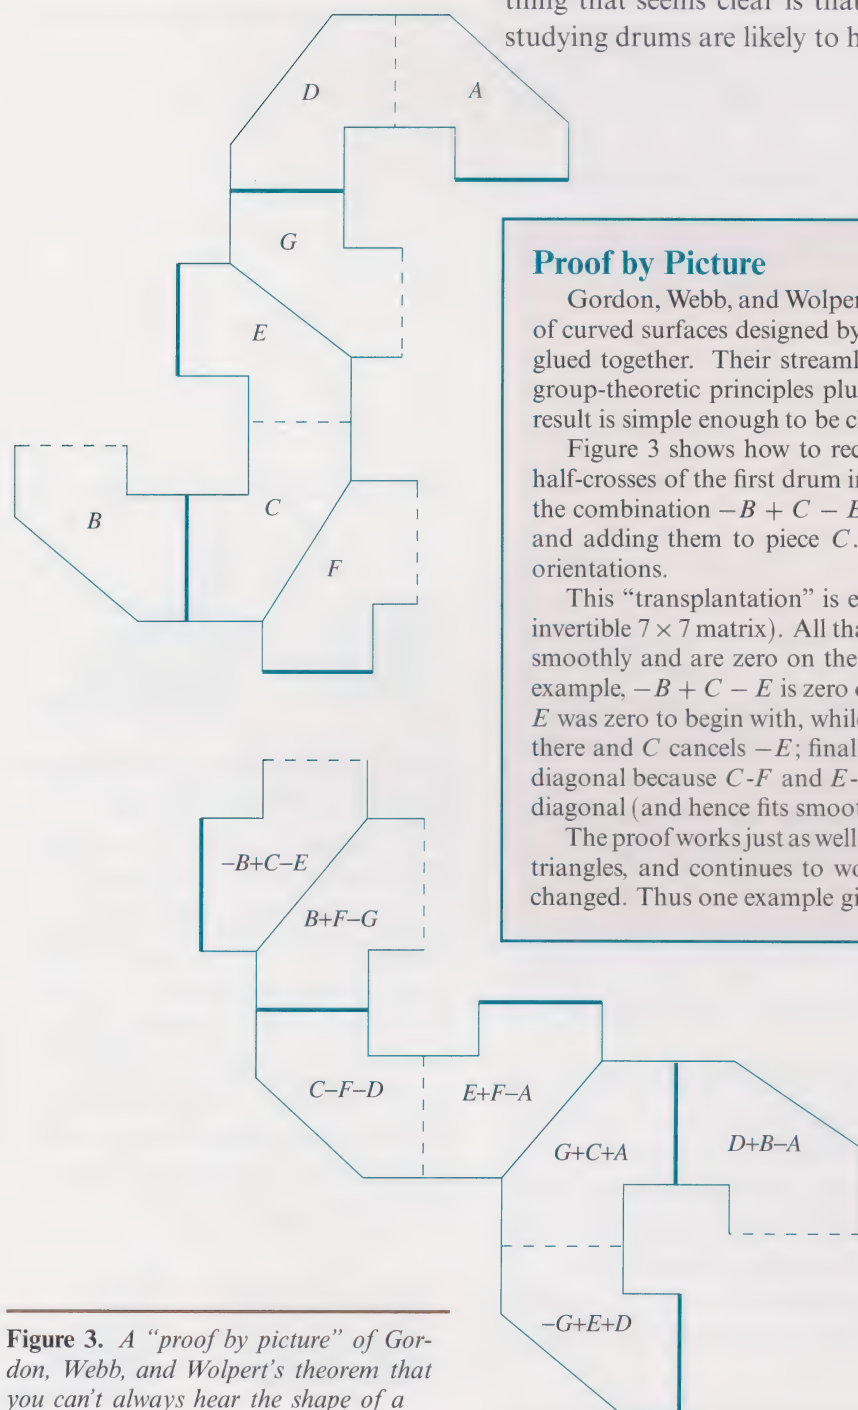 thing that seems clear is that
studying drums are likely to h
D
A
G
E
B
C
F
Proof by Picture
Gordon, Webb, and Wolper
of curved surfaces designed by
glued together. Their streaml
group-theoretic principles plu
result is simple enough to be c
Figure 3 shows how to rec
half-crosses of the first drum in
the combination −B + C − E
and adding them to piece C.
orientations.
This “transplantation” is e
invertible 7 × 7 matrix). All tha
smoothly and are zero on the
example, −B + C − E is zero o
E was zero to begin with, while
there and C cancels −E; final
diagonal because C-F and E-
diagonal (and hence fits smoot
The proof works just as well
triangles, and continues to wo
changed. Thus one example gi
−B+C−E
B+F−G
C−F−D
E+F−A
G+C+A
D+B−A
−G+E+D
Figure 3. A “proof by picture” of Gor-
don, Webb, and Wolpert's theorem that
you can't always hear the shape of a